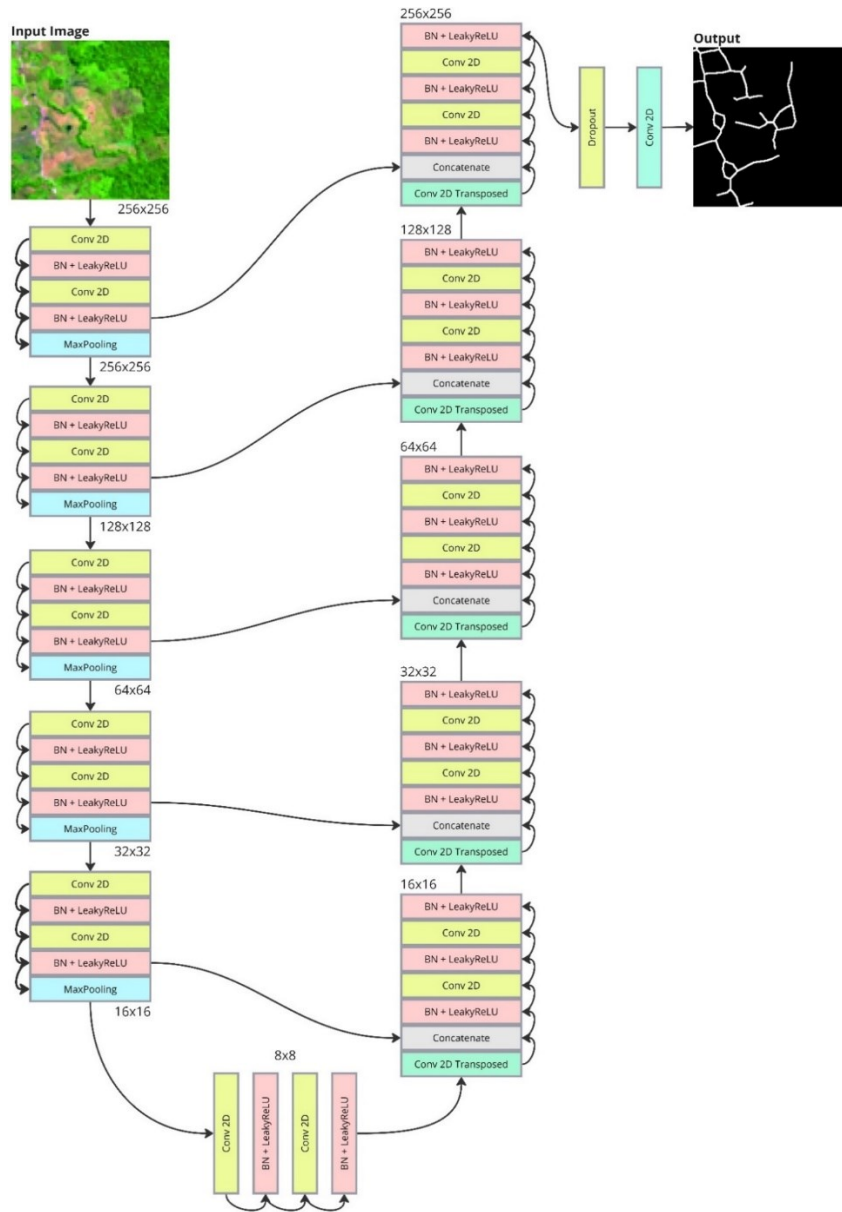 Input Image
256x256
Conv 2D
BN + LeakyReLU
Conv 2D
BN + LeakyReLU
MaxPooling
256x256
Conv 2D
BN + LeakyReLU
Conv 2D
BN + LeakyReLU
MaxPooling
128x128
Conv 2D
BN + LeakyReLU
Conv 2D
BN + LeakyReLU
MaxPooling
64x64
Conv 2D
BN + LeakyReLU
Conv 2D
BN + LeakyReLU
MaxPooling
32x32
Conv 2D
BN + LeakyReLU
Conv 2D
BN + LeakyReLU
MaxPooling
16x16
8x8
Conv 2D
BN + LeakyReLU
Conv 2D
BN + LeakyReLU
256x256
BN + LeakyReLU
Conv 2D
BN + LeakyReLU
Conv 2D
BN + LeakyReLU
Concatenate
Conv 2D Transposed
128x128
BN + LeakyReLU
Conv 2D
BN + LeakyReLU
Conv 2D
BN + LeakyReLU
Concatenate
Conv 2D Transposed
64x64
BN + LeakyReLU
Conv 2D
BN + LeakyReLU
Conv 2D
BN + LeakyReLU
Concatenate
Conv 2D Transposed
32x32
BN + LeakyReLU
Conv 2D
BN + LeakyReLU
Conv 2D
BN + LeakyReLU
Concatenate
Conv 2D Transposed
16x16
BN + LeakyReLU
Conv 2D
BN + LeakyReLU
Conv 2D
BN + LeakyReLU
Concatenate
Conv 2D Transposed
Dropout
Conv 2D
Output